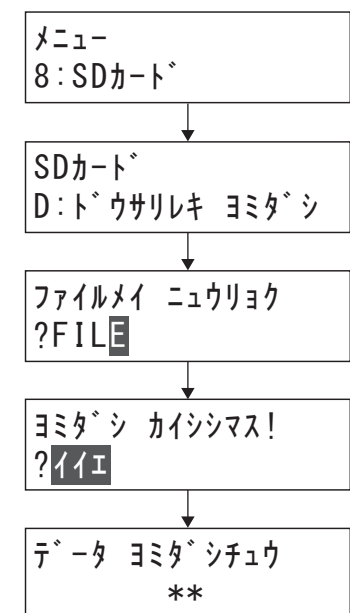 ﾒﾆｭｰ
8:SDｶｰﾄﾞ
SDｶｰﾄﾞ
D:ﾄﾞｳｻﾘﾚｷ ﾖﾐﾀﾞｼ
ﾌｧｲﾙﾒｲ ﾆｭｳﾘｮｸ
?FILE
ﾖﾐﾀﾞｼ ｶｲｼｼﾏｽ!
?ｲｲｴ
ﾃﾞｰﾀ ﾖﾐﾀﾞｼﾁｭｳ
**